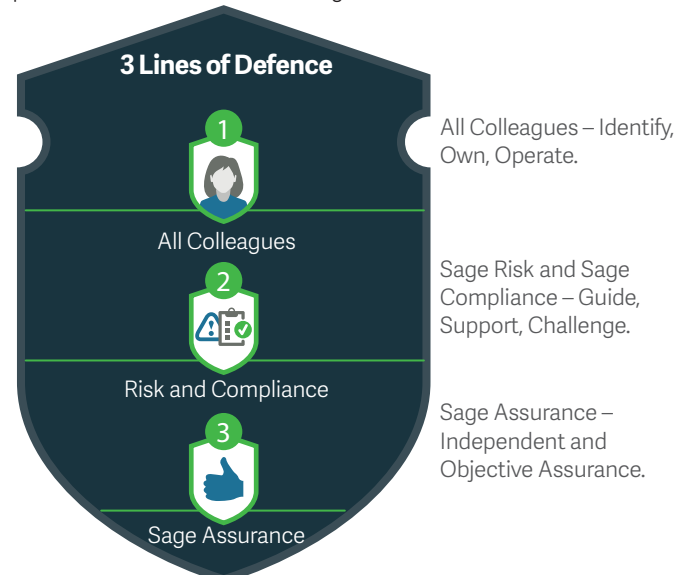 3 Lines of Defence
1
All Colleagues – Identify,
Own, Operate.
All Colleagues
2
Sage Risk and Sage
Compliance – Guide,
Support, Challenge.
Risk and Compliance
3
Sage Assurance –
Independent and
Objective Assurance.
Sage Assurance